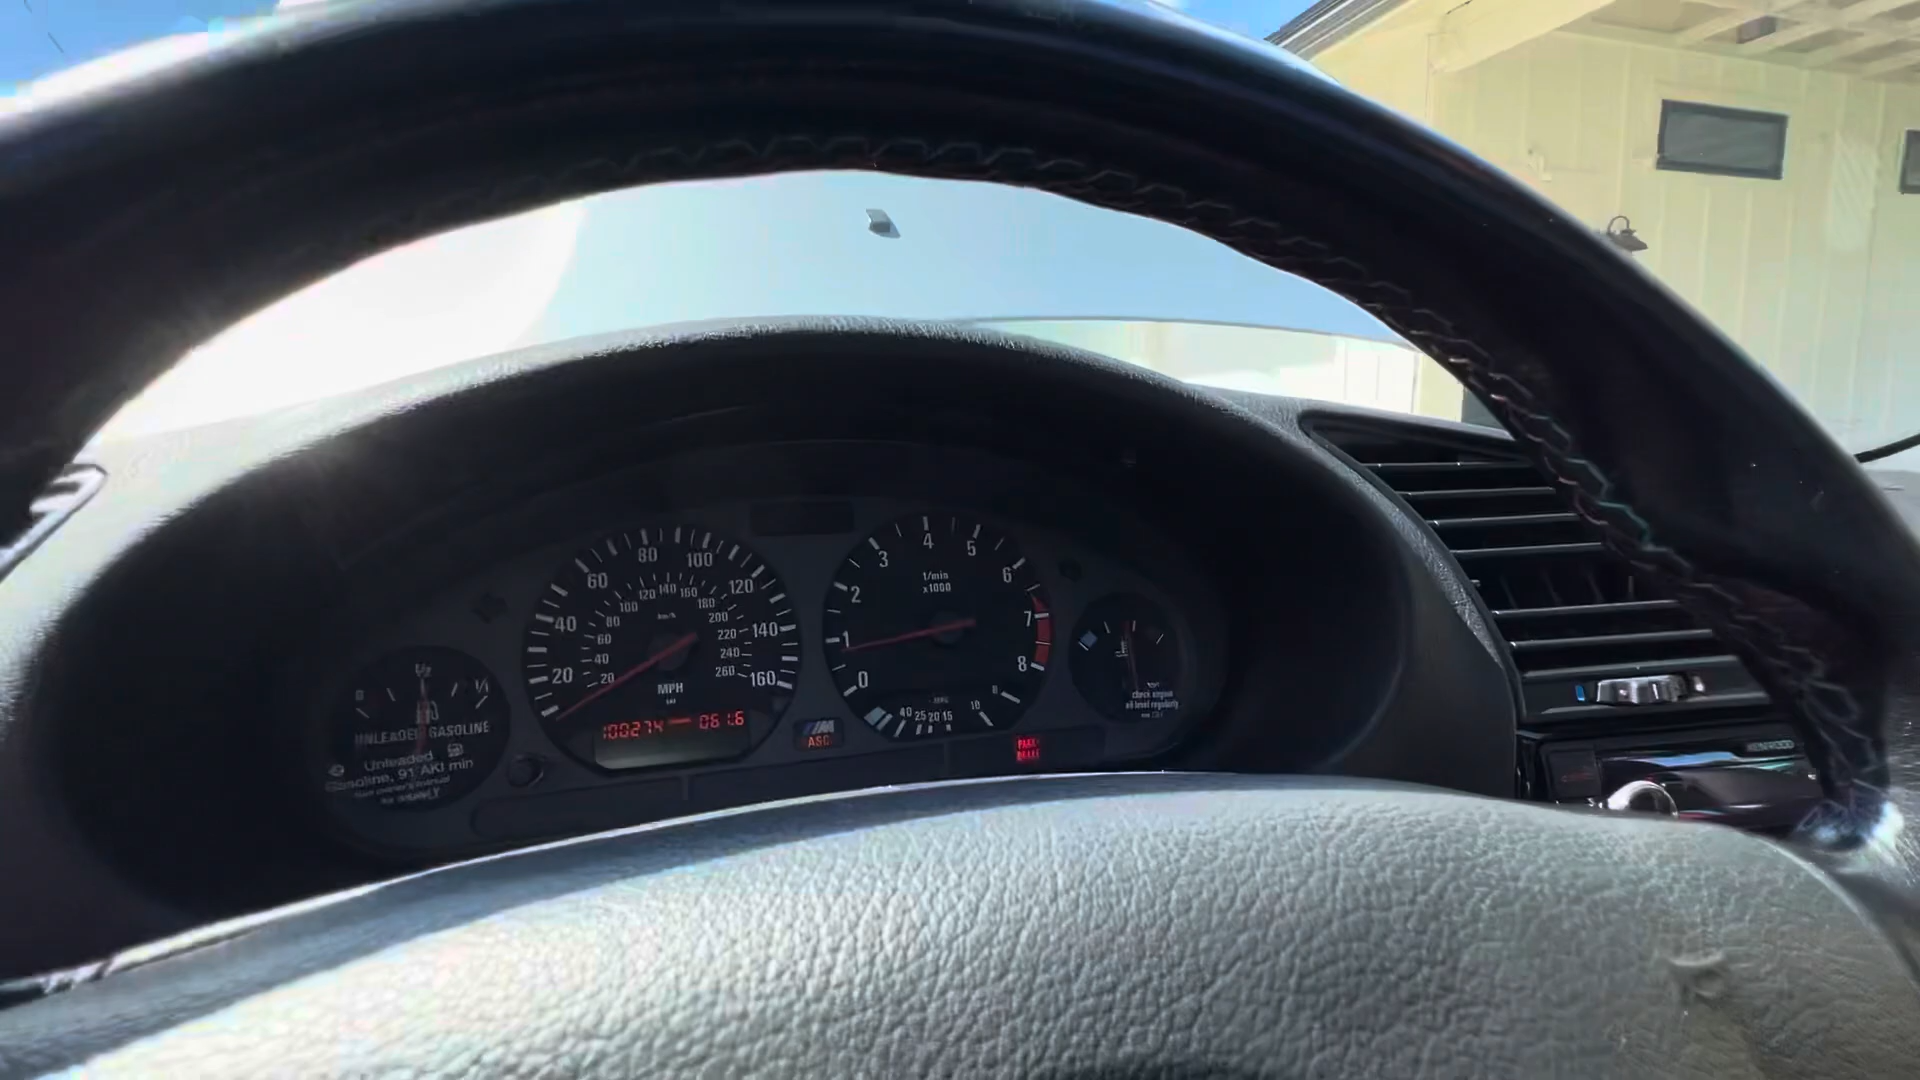 80
100
60
120
40
140
20
160
120 140 160
100
180
80
200
60
220
40
240
20
260
km/h
MPH
100274
061.6
M
ASC
1/min
x1000
0
1
2
3
4
5
6
7
8
40 25 20 15
PARK
BRAKE
1/2
1/1
UNLEADED GASOLINE
Unleaded
Gasoline, 91 AKI min
See owner's manual
check engine
oil level regularly